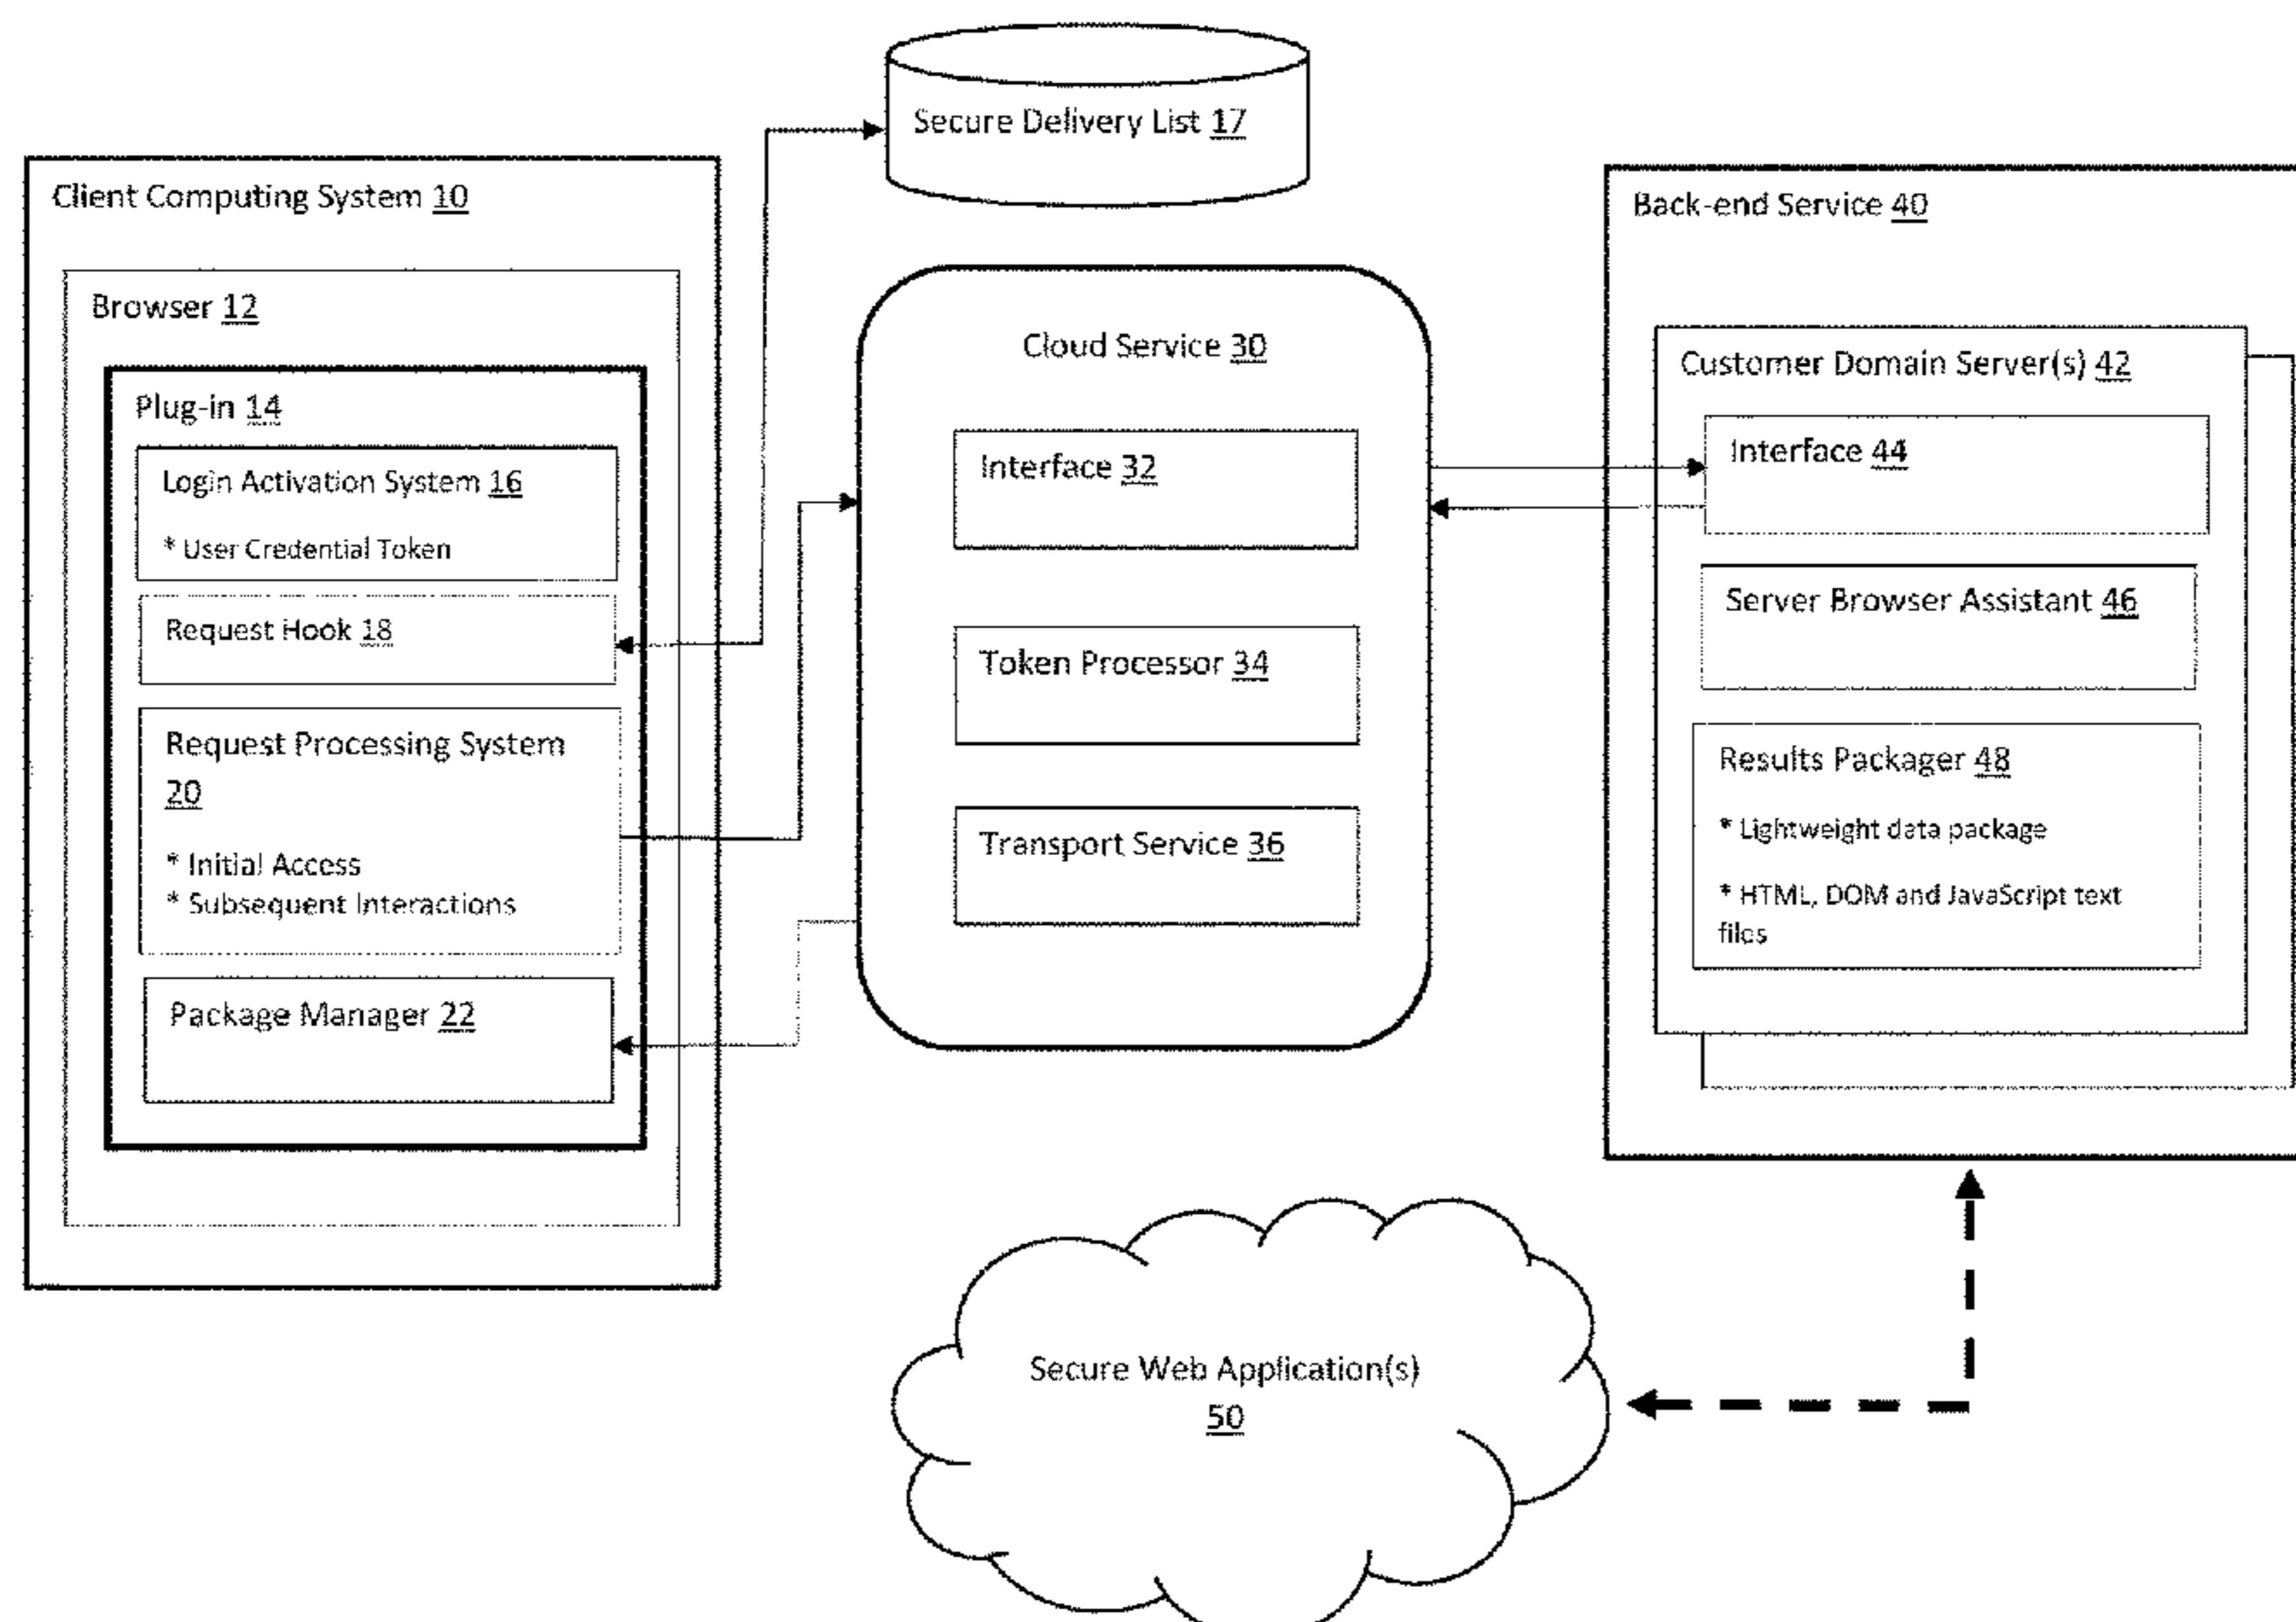 Secure Delivery List 17
Client Computing System 10
Browser 12
Plug-in 14
Login Activation System 16
* User Credential Token
Request Hook 18
Request Processing System
20
* Initial Access
* Subsequent Interactions
Package Manager 22
Cloud Service 30
Interface 32
Token Processor 34
Transport Service 36
Back-end Service 40
Customer Domain Server(s) 42
Interface 44
Server Browser Assistant 46
Results Packager 48
* Lightweight data package
* HTML, DOM and JavaScript text
files
Secure Web Application(s)
50